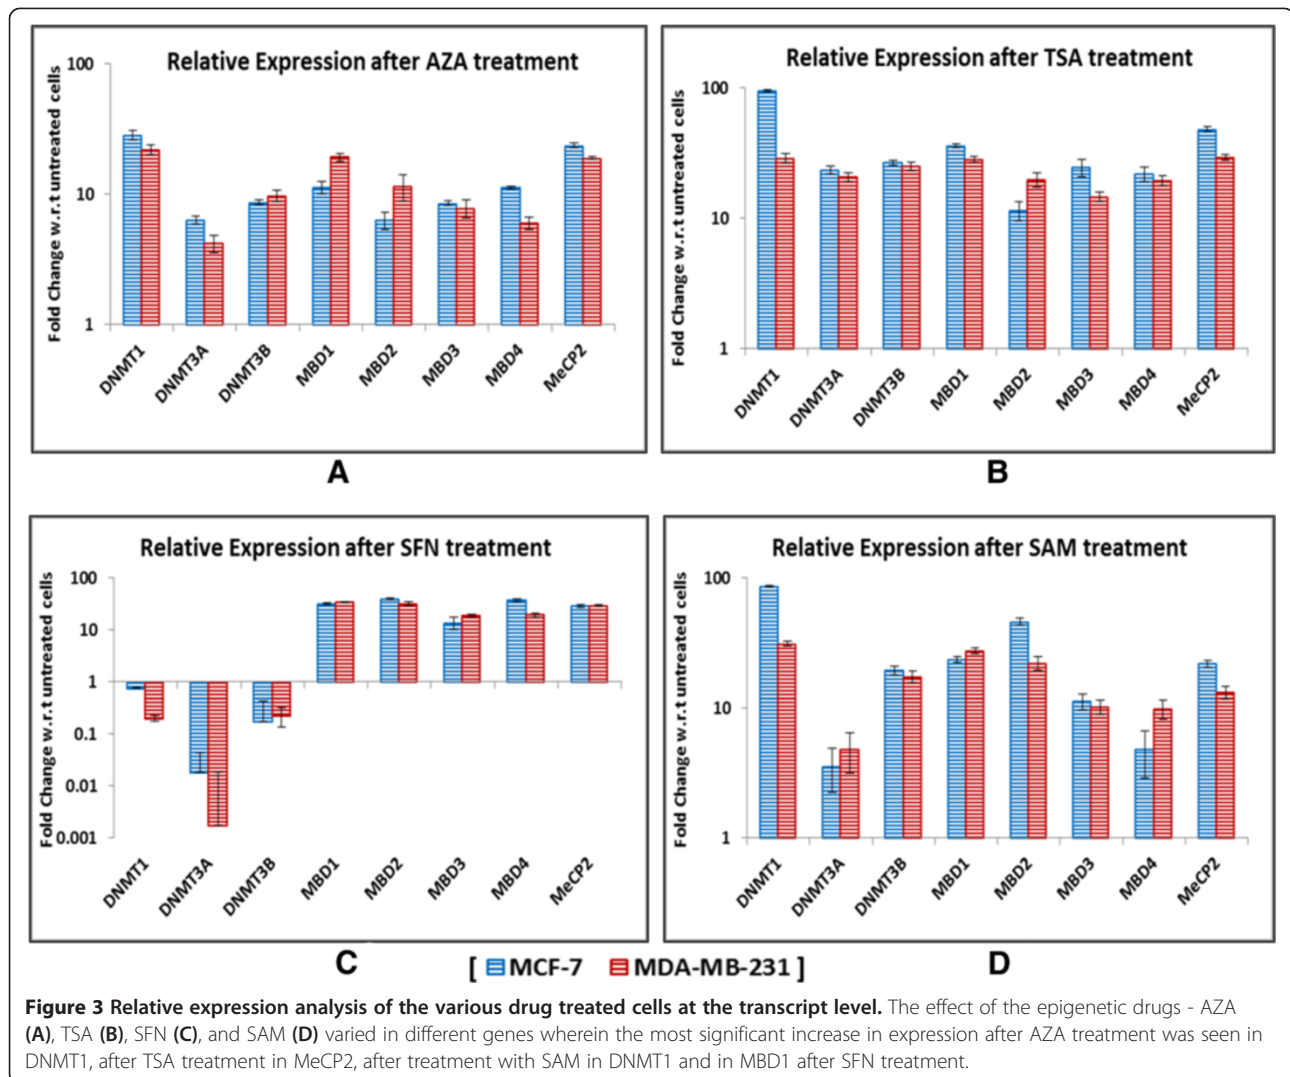 Relative Expression after AZA treatment
Fold Change w.r.t untreated cells
100
10
1
DNMT1
DNMT3A
DNMT3B
MBD1
MBD2
MBD3
MBD4
MeCP2
A
Relative Expression after TSA treatment
Fold Change w.r.t untreated cells
100
10
1
DNMT1
DNMT3A
DNMT3B
MBD1
MBD2
MBD3
MBD4
MeCP2
B
Relative Expression after SFN treatment
Fold Change w.r.t untreated cells
100
10
1
0.1
0.01
0.001
DNMT1
DNMT3A
DNMT3B
MBD1
MBD2
MBD3
MBD4
MeCP2
C
Relative Expression after SAM treatment
Fold Change w.r.t untreated cells
100
10
1
DNMT1
DNMT3A
DNMT3B
MBD1
MBD2
MBD3
MBD4
MeCP2
D
[ MCF-7 MDA-MB-231 ]
Figure 3 Relative expression analysis of the various drug treated cells at the transcript level. The effect of the epigenetic drugs - AZA
(A), TSA (B), SFN (C), and SAM (D) varied in different genes wherein the most significant increase in expression after AZA treatment was seen in
DNMT1, after TSA treatment in MeCP2, after treatment with SAM in DNMT1 and in MBD1 after SFN treatment.